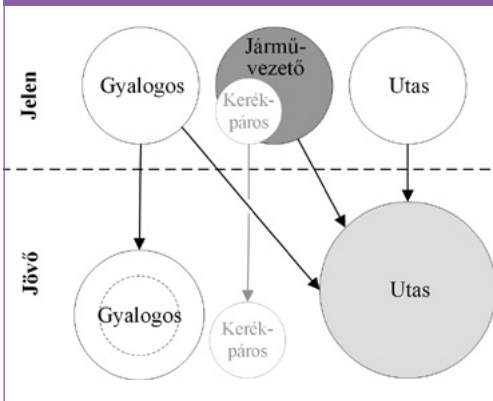 Jelen
Gyalogos
Jármű-
vezető
Kerék-
páros
Utas
Jövő
Gyalogos
Kerék-
páros
Utas